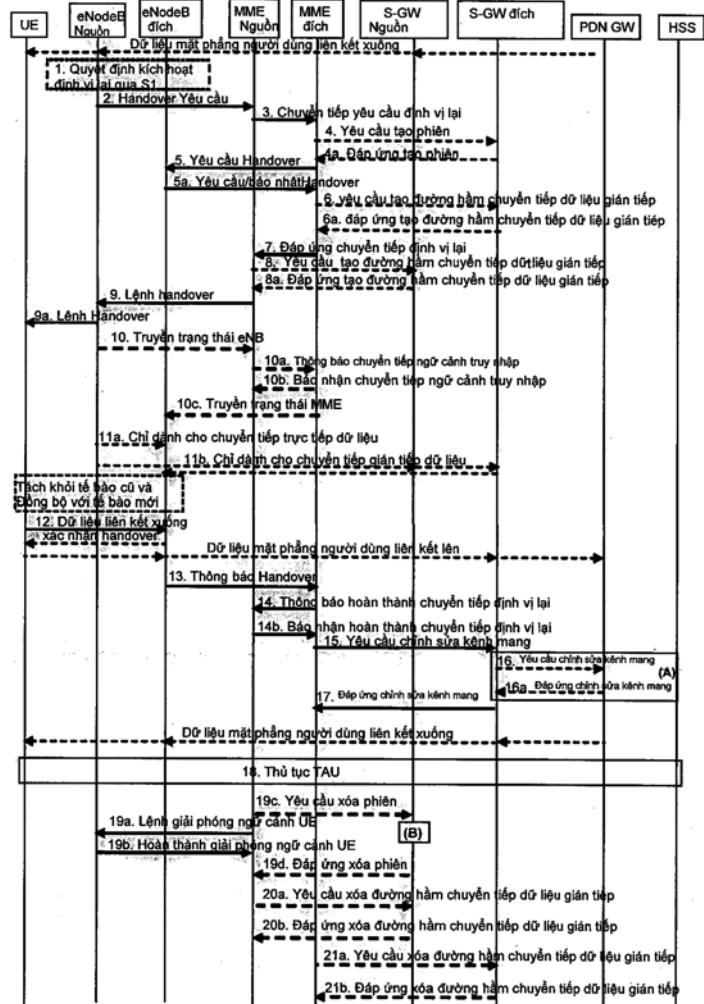 UE
eNodeB
Nguồn
eNodeB
đích
MME
Nguồn
MME
đích
S-GW
Nguồn
S-GW đích
PDN GW
HSS
Dữ liệu mặt phẳng người dùng liên kết xuống
1. Quyết định kích hoạt
định vị lại qua S1
2. Handover Yêu cầu
3. Chuyển tiếp yêu cầu định vị lại
4. Yêu cầu tạo phiên
4a. Đáp ứng tạo phiên
5. Yêu cầu Handover
5a. Yêu cầu/báo nhậtHandover
6. yêu cầu tạo đường hầm chuyển tiếp dữ liệu gián tiếp
6a. đáp ứng tạo đường hầm chuyển tiếp dữ liệu gián tiép
7. Đáp ứng chuyển tiếp định vị lại
8. Yêu cầu tạo đường hầm chuyển tiếp dữ liệu gián tiếp
8a. Đáp ứng tạo đường hầm chuyển tiếp dữ liệu gián tiếp
9. Lệnh handover
9a. Lênh Handover
10. Truyền trạng thái eNB
10a. Thông báo chuyển tiếp ngữ cảnh truy nhập
10b. Báo nhận chuyển tiếp ngữ cảnh truy nhập
10c. Truyền trạng thái MME
11a. Chỉ dành cho chuyển tiếp trực tiếp dữ liệu
11b. Chỉ dành cho chuyển tiếp gián tiếp dữ liệu
Tách khỏi tế bào cũ và
Đồng bộ với tế bào mới
12. Dữ liệu liên kết xuống
xác nhận handover
Dữ liệu mặt phẳng người dùng liên kết lên
13. Thông báo Handover
14. Thông báo hoàn thành chuyển tiếp định vị lại
14b. Báo nhận hoàn thành chuyển tiếp định vị lại
15. Yêu cầu chỉnh sửa kênh mang
16. Yêu cầu chỉnh sửa kênh mang
(A)
16a. Đáp ứng chỉnh sửa kênh mang
17. Đáp ứng chỉnh sửa kênh mang
Dữ liệu mặt phẳng người dùng liên kết xuống
18. Thủ tục TAU
19c. Yêu cầu xóa phiên
19a. Lệnh giải phóng ngữ cảnh UE
(B)
19b. Hoàn thành giải phóng ngữ cảnh UE
19d. Đáp ứng xóa phiên
20a. Yêu cầu xóa đường hầm chuyển tiếp dữ liệu gián tiếp
20b. Đáp ứng xóa đường hầm chuyển tiếp dữ liệu gián tiếp
21a. Yêu cầu xóa đường hầm chuyển tiếp dữ liệu gián tiếp
21b. Đáp ứng xóa đường hầm chuyển tiếp dữ liệu gián tiếp